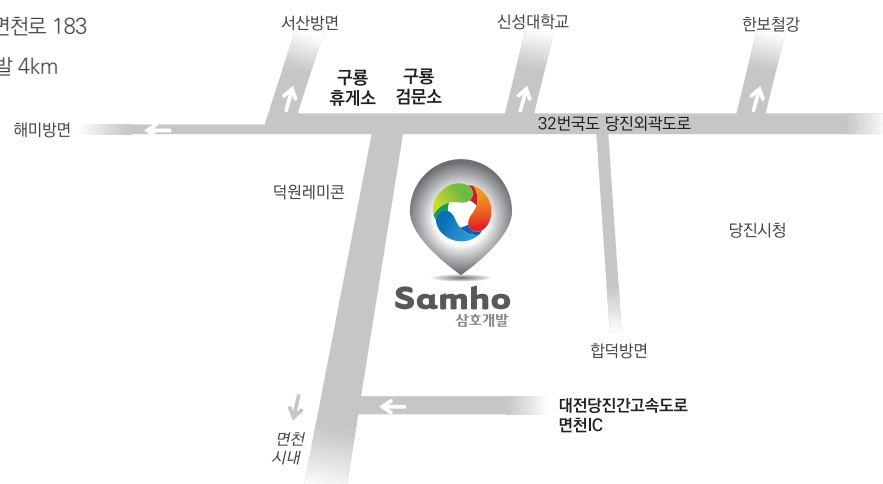 면천로 183
발 4km
서산방면
신성대학교
한보철강
구룡
휴게소
구룡
검문소
해미방면
32번국도 당진외곽도로
덕원레미콘
당진시청
Samho
삼호개발
합덕방면
대전당진간고속도로
면천IC
면천
시내